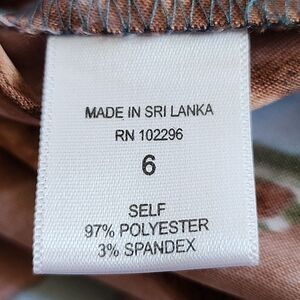 MADE IN SRI LANKA
RN 102296
6
SELF
97% POLYESTER
3% SPANDEX